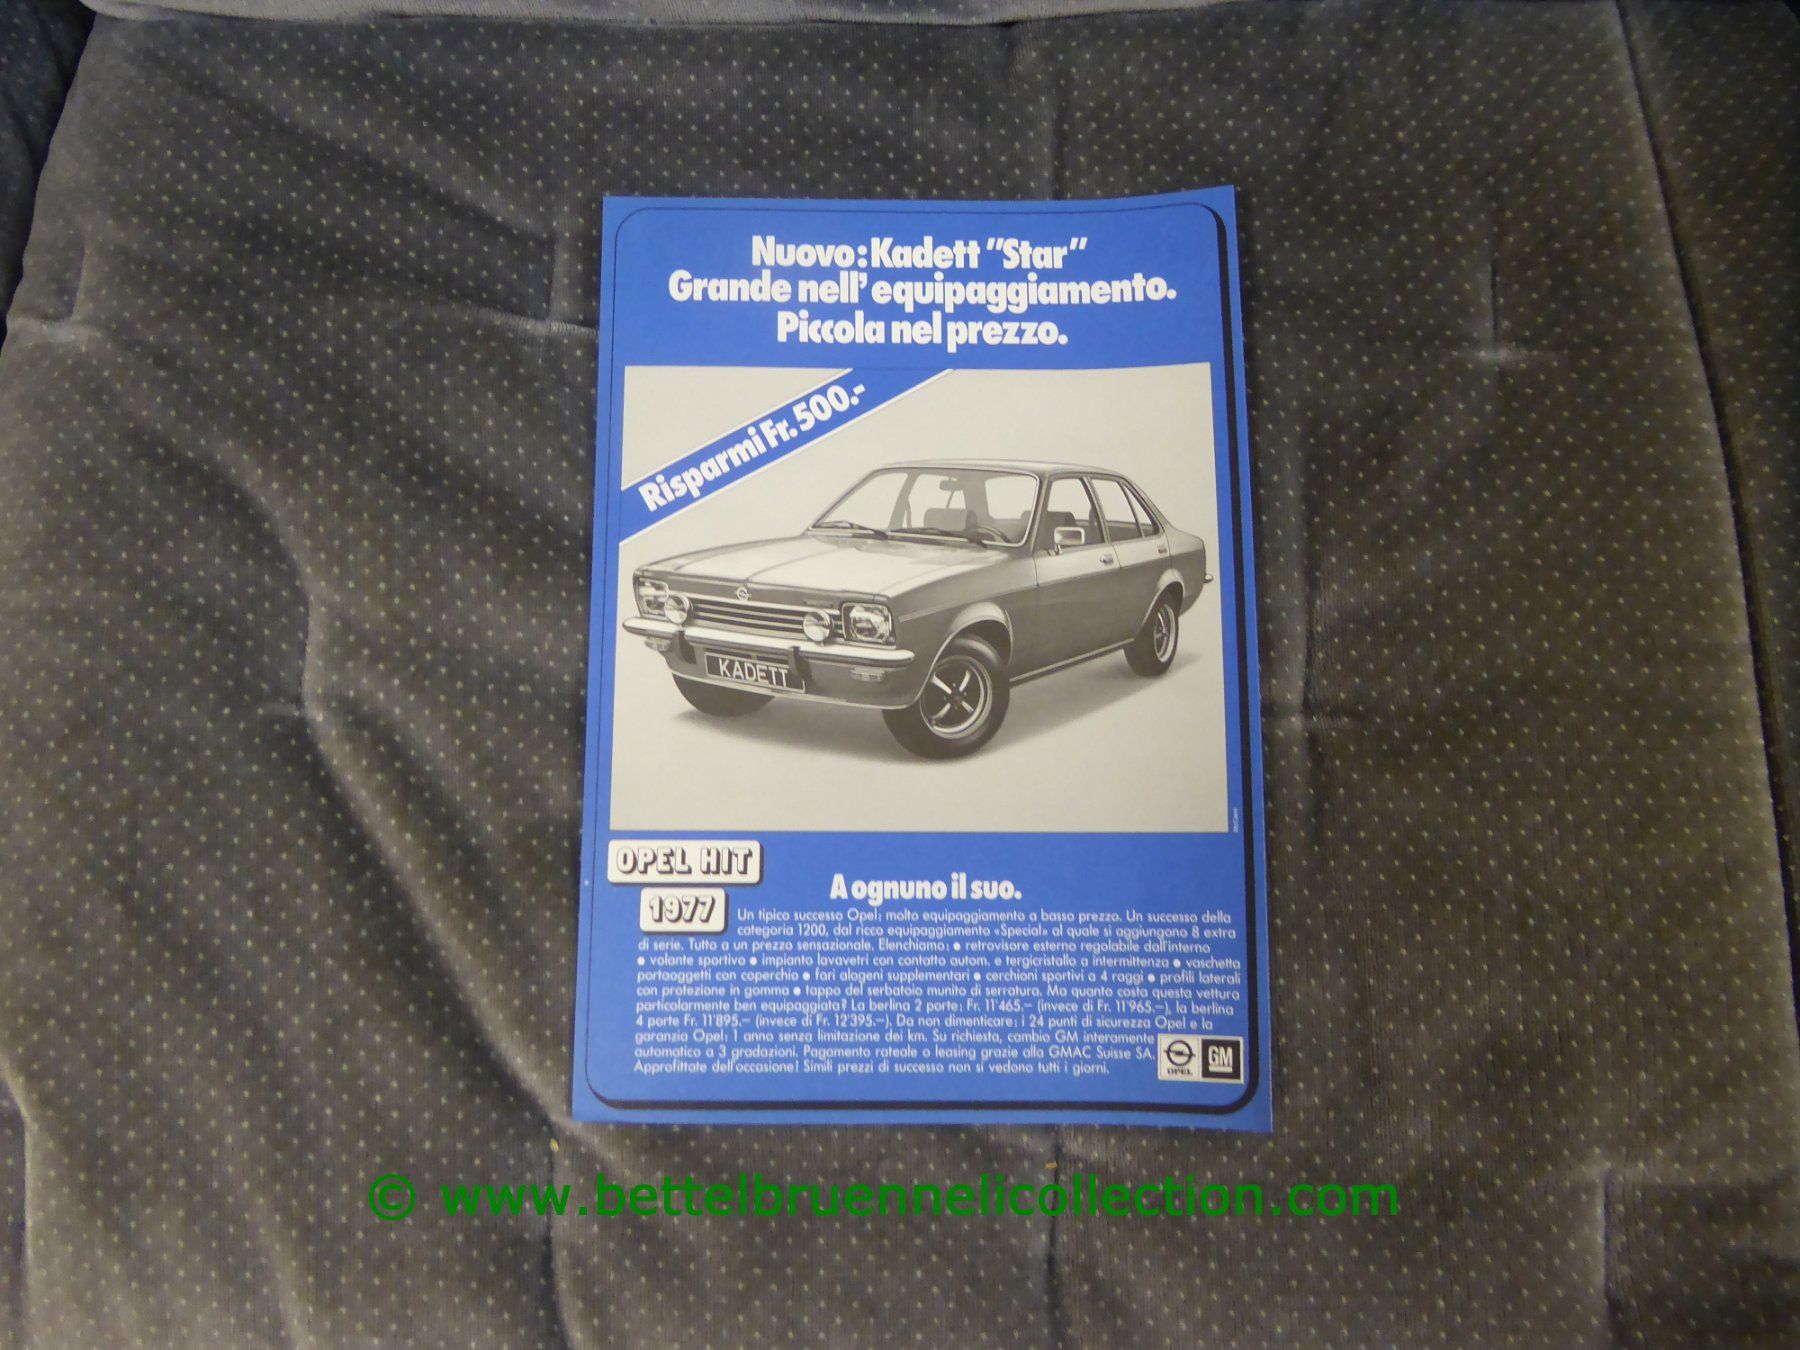 Nuovo: Kadett "Star"
Grande nell' equipaggiamento.
Piccola nel prezzo.
Risparmi Fr. 500.-
KADETT
OPEL HIT
1977
A ognuno il suo.
Un tipico successo Opel: molto equipaggiamento a basso prezzo. Un successo della
categoria 1200, dal ricco equipaggiamento «Special» al quale si aggiungono 8 extra
di serie. Tutto a un prezzo sensazionale. Elenchiamo: • retrovisore esterno regolabile dall'interno
• volante sportivo • impianto lavavetri con contatto autom. e tergicristallo a intermittenza • vaschetta
portaoggetti con coperchio • fari alogeni supplementari • cerchioni sportivi a 4 raggi • profili laterali
con protezione in gomma • tappo del serbatoio munito di serratura. Ma quanto costa questa vettura
particolarmente ben equipaggiata? La berlina 2 porte: Fr. 11'465.– (invece di Fr. 11'965.–), la berlina
4 porte Fr. 11'895.– (invece di Fr. 12'395.–). Da non dimenticare: i 24 punti di sicurezza Opel e la
garanzia Opel: 1 anno senza limitazione dei km. Su richiesta, cambio GM interamente
automatico a 3 gradazioni. Pagamento rateale o leasing grazie alla GMAC Suisse SA.
Approfittate dell'occasione! Simili prezzi di successo non si vedono tutti i giorni.
OPEL
GM
© www.bettelbruennelicollection.com